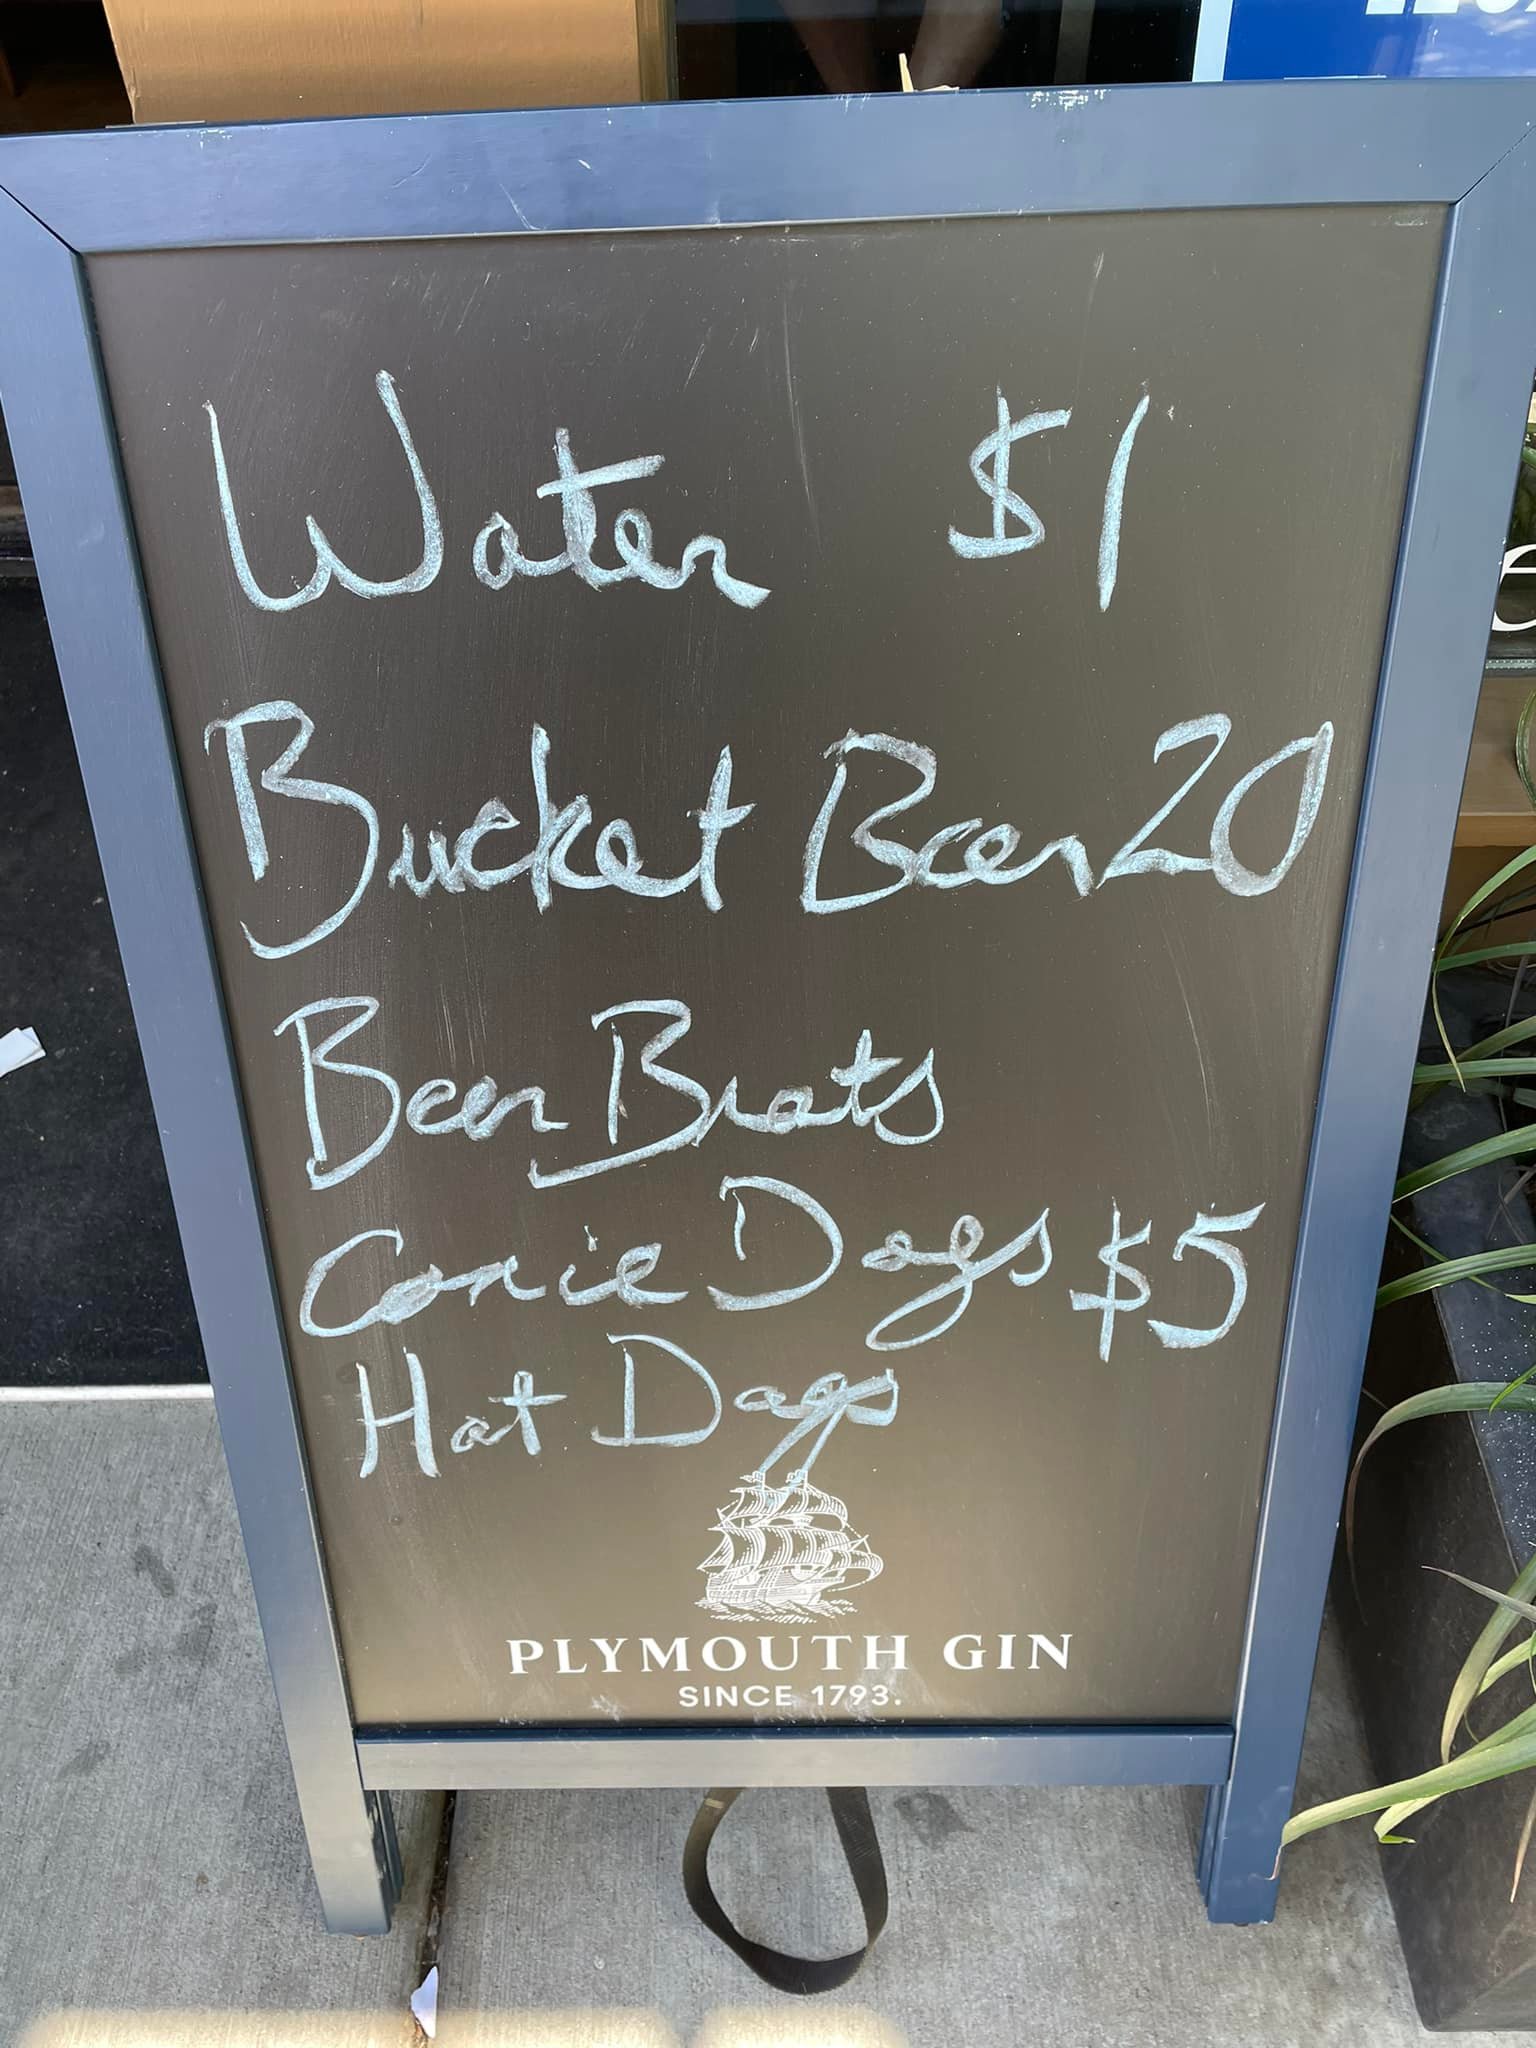 Water $1
Bucket Beer 20
Beer Brats
Conie Dogs $5
Hot Dogs
PLYMOUTH GIN
SINCE 1793.